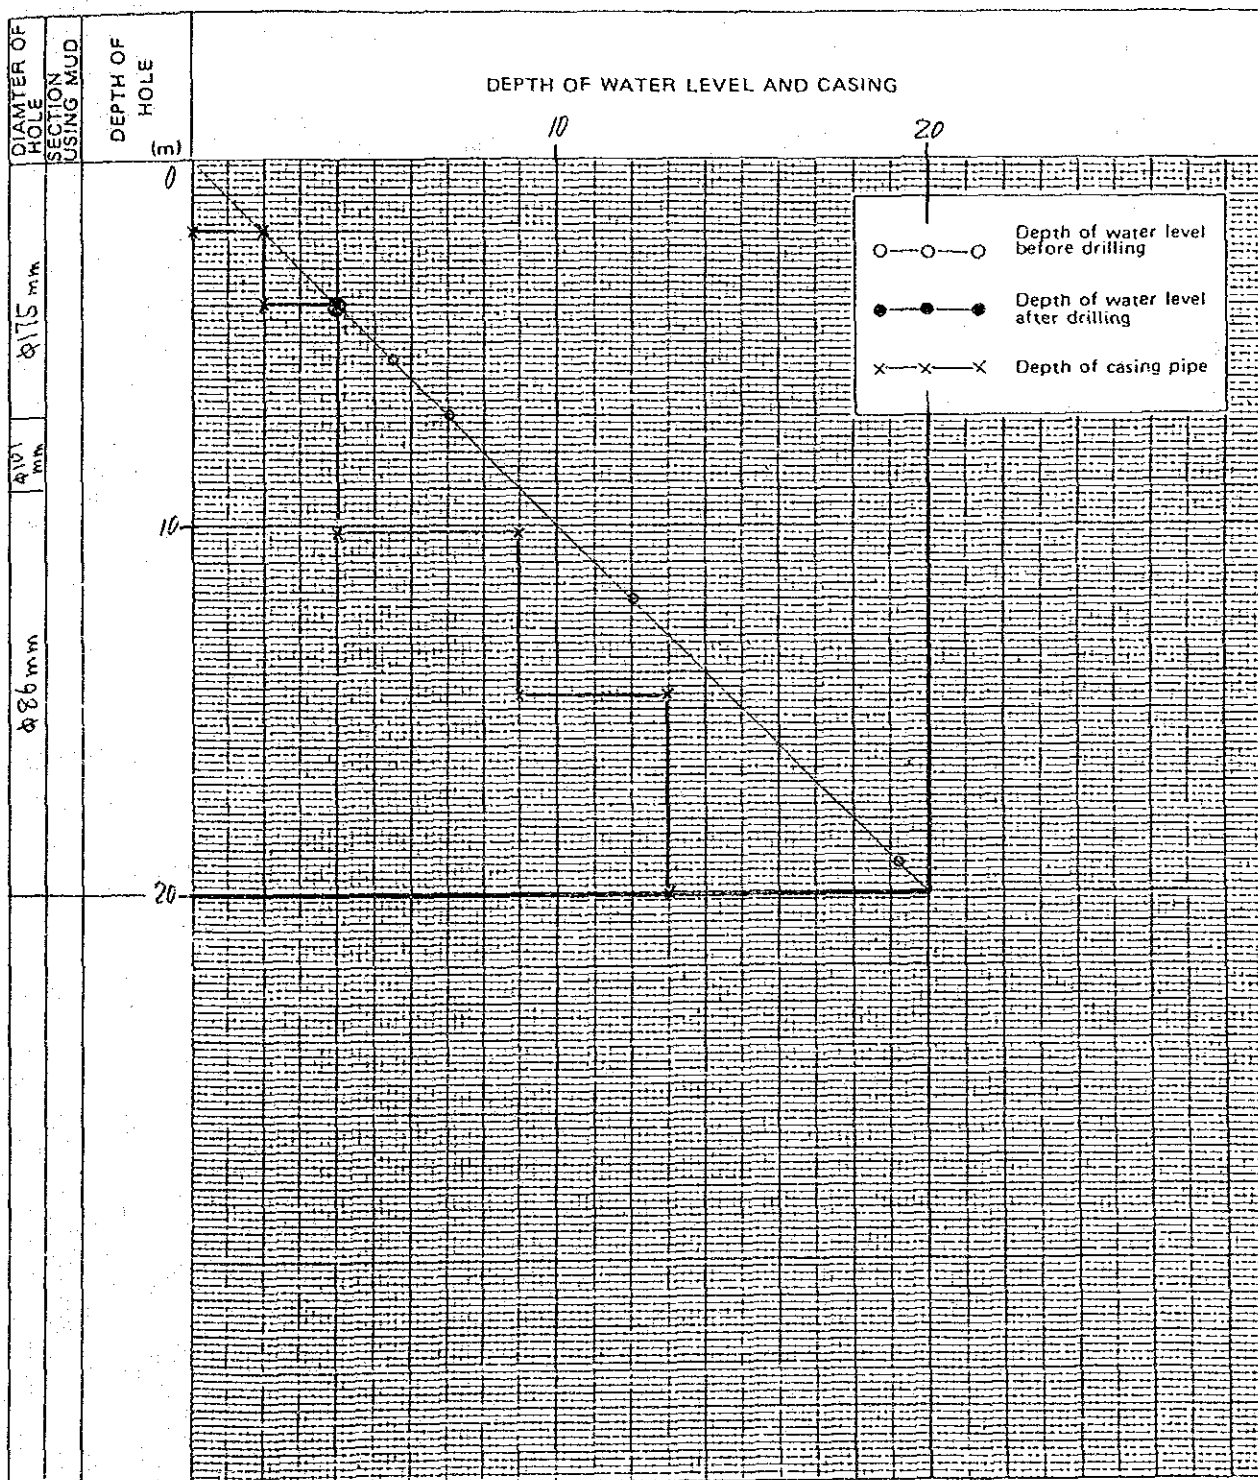 DIAMTER OF
HOLE
SECTION
USING MUD
DEPTH OF
HOLE
(m)
DEPTH OF WATER LEVEL AND CASING
10
20
0
Depth of water level
before drilling
Depth of water level
after drilling
Depth of casing pipe
φ175 mm
φ101
mm
10
φ86 mm
20